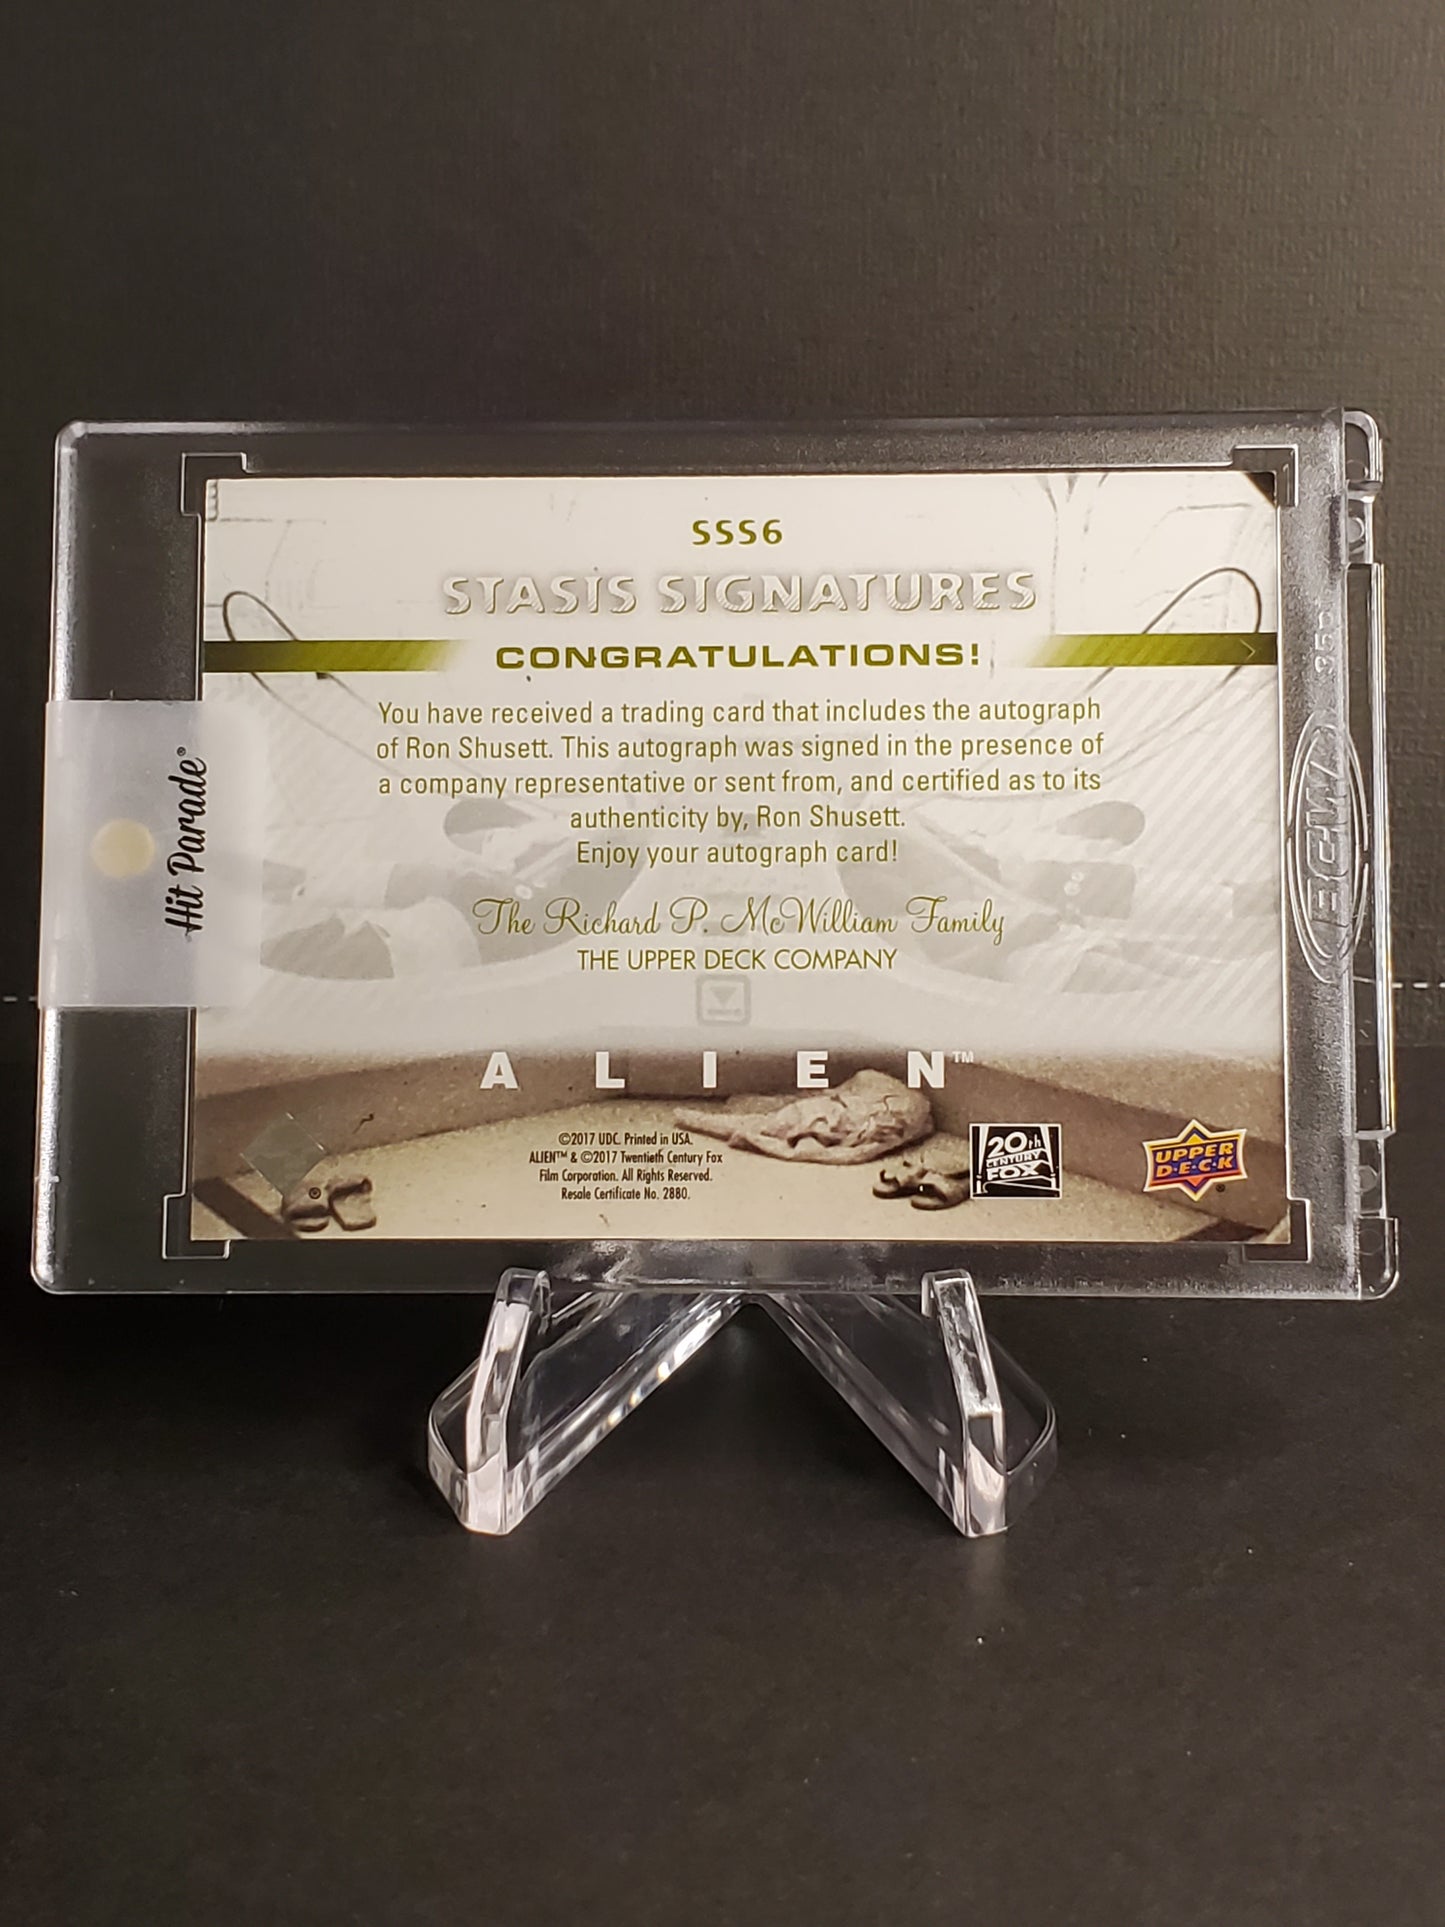 SSS6
STASIS SIGNATURES
CONGRATULATIONS!
You have received a trading card that includes the autograph
of Ron Shusett. This autograph was signed in the presence of
a company representative or sent from, and certified as to its
authenticity by, Ron Shusett.
Enjoy your autograph card!
The Richard P. McWilliam Family
THE UPPER DECK COMPANY
ALIEN™
©2017 UDC. Printed in USA.
ALIEN™ & ©2017 Twentieth Century Fox
Film Corporation. All Rights Reserved.
Resale Certificate No. 2880.
20th
CENTURY
FOX
UPPER
D•E•C•K
®
Hit Parade®